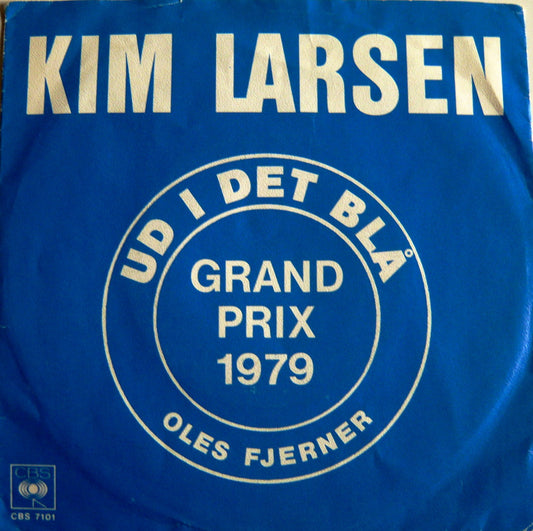 KIM LARSEN
UD I DET BLÅ
GRAND
PRIX
1979
OLES FJERNER
CBS
CBS 7101